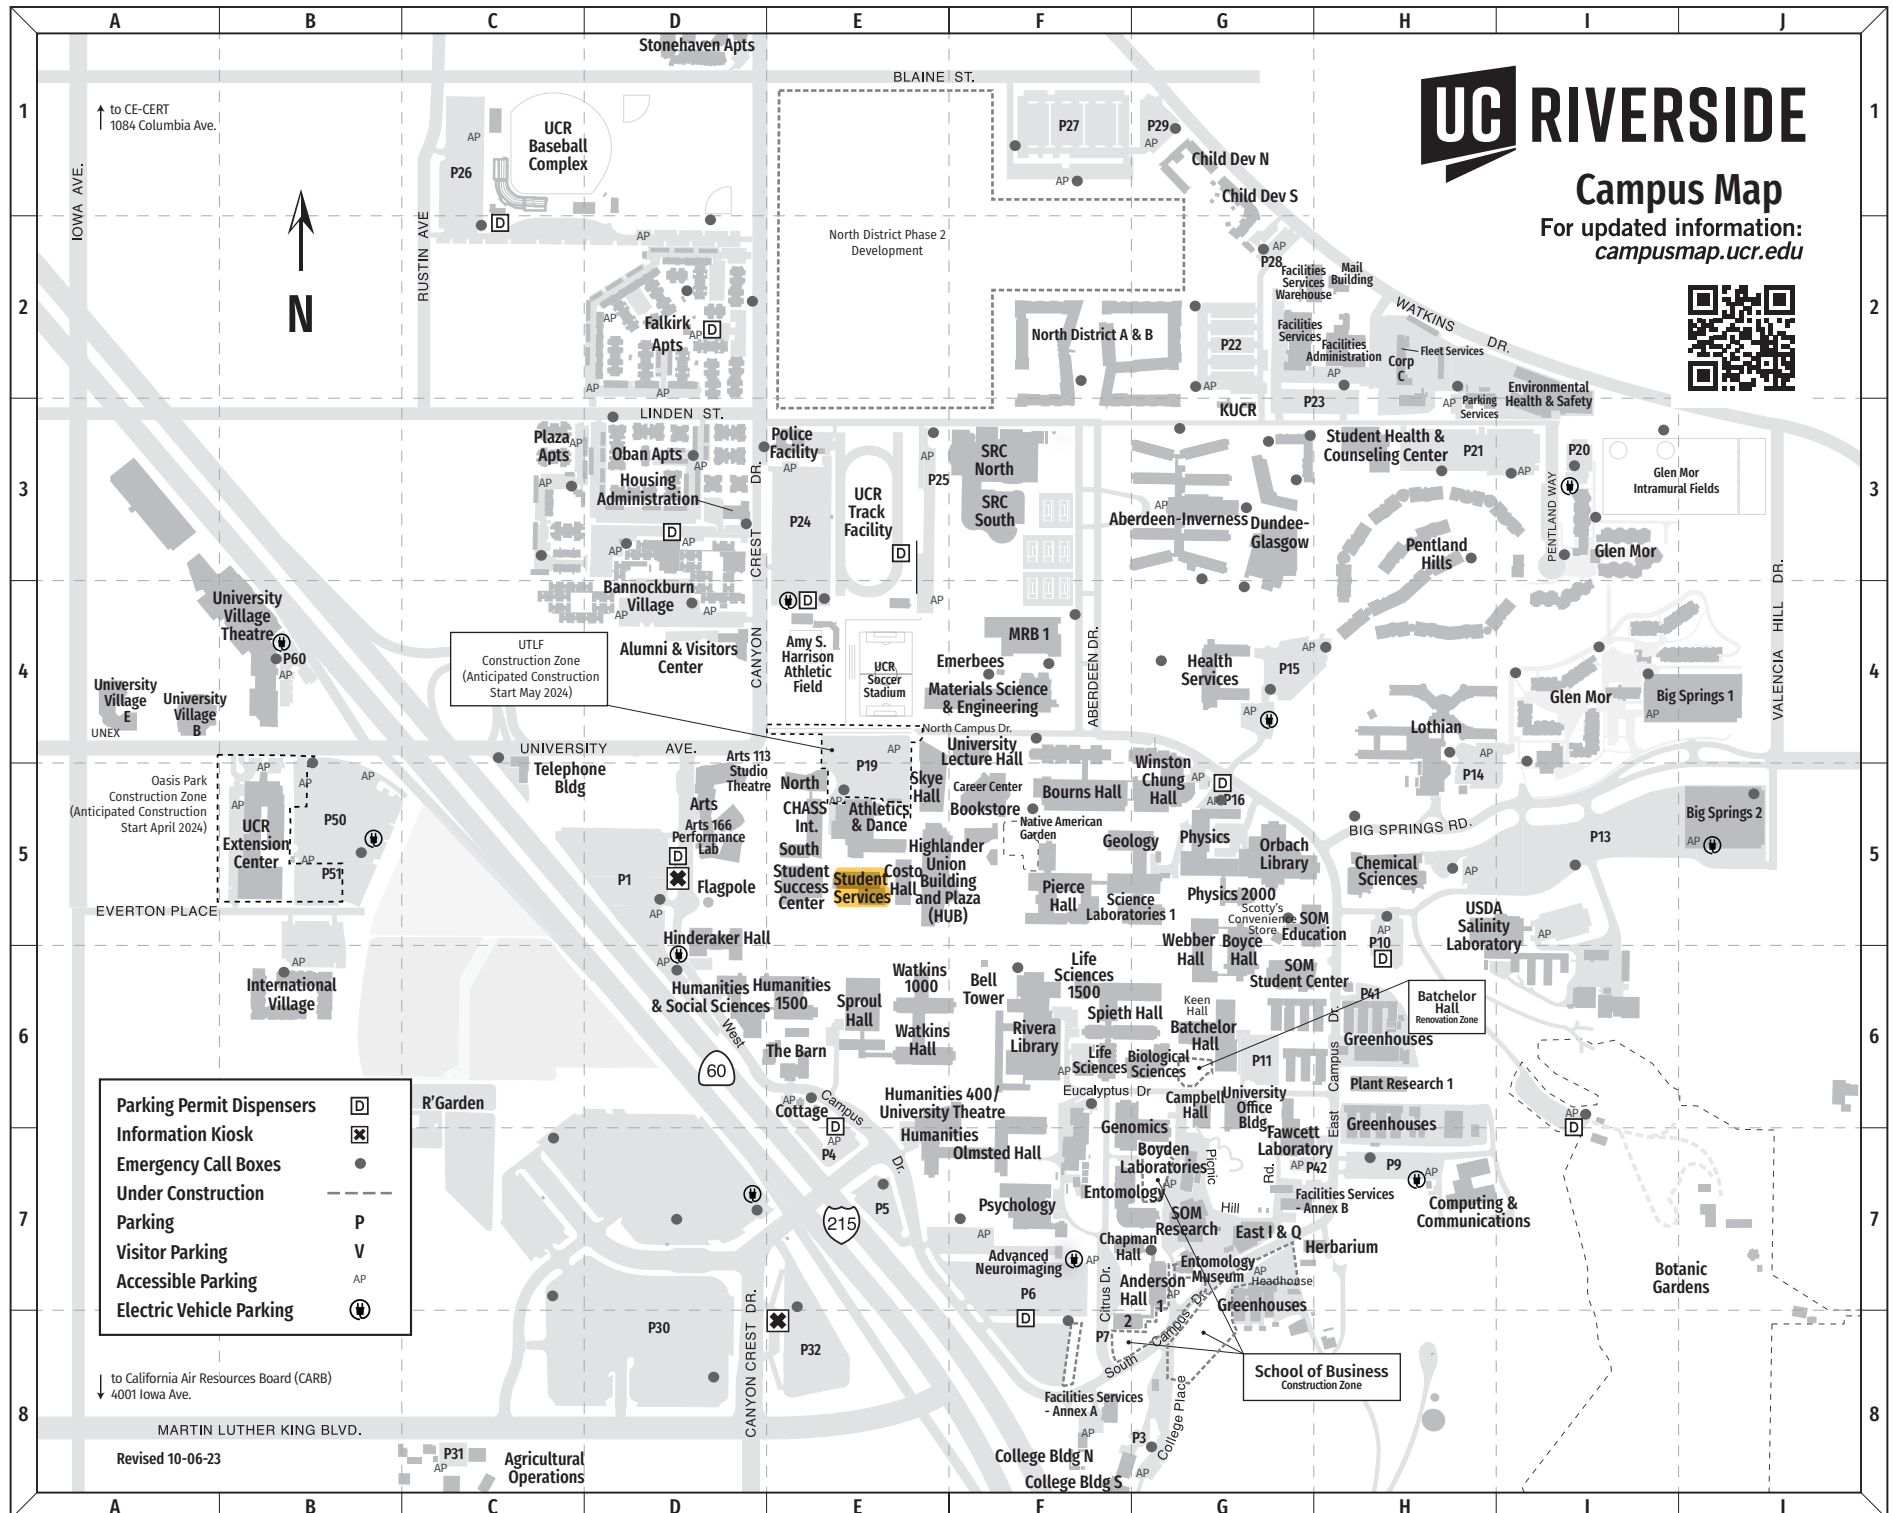 A B C D E F G H I J
1
2
3
4
5
6
7
8
UC RIVERSIDE
Campus Map
For updated information:
campusmap.ucr.edu
N
↑ to CE-CERT
1084 Columbia Ave.
IOWA AVE.
RUSTIN AVE
BLAINE ST.
Stonehaven Apts
UCR
Baseball
Complex
P26
AP
D
North District Phase 2
Development
P27
P29
Child Dev N
Child Dev S
P28
Facilities
Services
Warehouse
Mail
Building
WATKINS DR.
Falkirk
Apts
North District A & B
P22
Facilities
Services
Facilities
Administration
Corp
C
Fleet Services
Environmental
Health & Safety
Parking
Services
P23
KUCR
LINDEN ST.
Plaza
Apts
Oban Apts
Housing
Administration
Police
Facility
P24
UCR
Track
Facility
P25
SRC
North
SRC
South
Aberdeen-Inverness
Dundee-
Glasgow
Student Health &
Counseling Center
P21
P20
PENTLAND WAY
Glen Mor
Intramural Fields
Pentland
Hills
Glen Mor
VALENCIA HILL DR.
Bannockburn
Village
CANYON CREST DR.
University
Village
Theatre
P60
University
Village
E
UNEX
University
Village
B
UTLF
Construction Zone
(Anticipated Construction
Start May 2024)
Alumni & Visitors
Center
Amy S.
Harrison
Athletic
Field
UCR
Soccer
Stadium
MRB 1
Emerbees
Materials Science
& Engineering
ABERDEEN DR.
Health
Services
P15
Lothian
Glen Mor
Big Springs 1
North Campus Dr.
UNIVERSITY AVE.
Telephone
Bldg
Arts 113
Studio
Theatre
Arts
Arts 166
Performance
Lab
Oasis Park
Construction Zone
(Anticipated Construction
Start April 2024)
UCR
Extension
Center
P50
P51
North
CHASS
Int.
South
P19
Skye
Hall
Athletics
& Dance
University
Lecture Hall
Career Center
Bookstore
Bourns Hall
Native American
Garden
Winston
Chung
Hall
P16
P14
BIG SPRINGS RD.
P13
Big Springs 2
Geology
Physics
Orbach
Library
Chemical
Sciences
Highlander
Union
Building
and Plaza
(HUB)
Costo
Hall
Student
Services
Student
Success
Center
P1
Flagpole
Pierce
Hall
Science
Laboratories 1
Physics 2000
Scotty's
Convenience
Store
SOM
Education
USDA
Salinity
Laboratory
P10
EVERTON PLACE
Hinderaker Hall
Webber
Hall
Boyce
Hall
SOM
Student Center
International
Village
Humanities
& Social Sciences
Humanities
1500
Sproul
Hall
Watkins
1000
Watkins
Hall
Bell
Tower
Life
Sciences
1500
Spieth Hall
Rivera
Library
Life
Sciences
Biological
Sciences
Keen
Hall
Batchelor
Hall
P41
Batchelor
Hall
Renovation Zone
Greenhouses
P11
Plant Research 1
The Barn
West Campus Dr.
60
Cottage
Humanities 400/
University Theatre
Humanities
Olmsted Hall
Eucalyptus Dr
Campbell
Hall
University
Office
Bldg
East Campus Dr.
Greenhouses
Genomics
Fawcett
Laboratory
P42
P9
Boyden
Laboratories
Picnic Hill Rd.
Entomology
SOM
Research
Facilities Services
- Annex B
Computing &
Communications
East I & Q
Herbarium
P4
P5
215
Psychology
Advanced
Neuroimaging
Chapman
Hall
Anderson
Hall
1
2
Entomology
Museum
Headhouse
Greenhouses
Citrus Dr.
P6
P7
South Campus Dr.
Botanic
Gardens
School of Business
Construction Zone
College Place
P3
Facilities Services
- Annex A
College Bldg N
College Bldg S
R'Garden
P30
P32
CANYON CREST DR.
Parking Permit Dispensers D
Information Kiosk
Emergency Call Boxes
Under Construction
Parking P
Visitor Parking V
Accessible Parking AP
Electric Vehicle Parking
↓ to California Air Resources Board (CARB)
4001 Iowa Ave.
MARTIN LUTHER KING BLVD.
Revised 10-06-23
P31
AP
Agricultural
Operations
A B C D E F G H I J